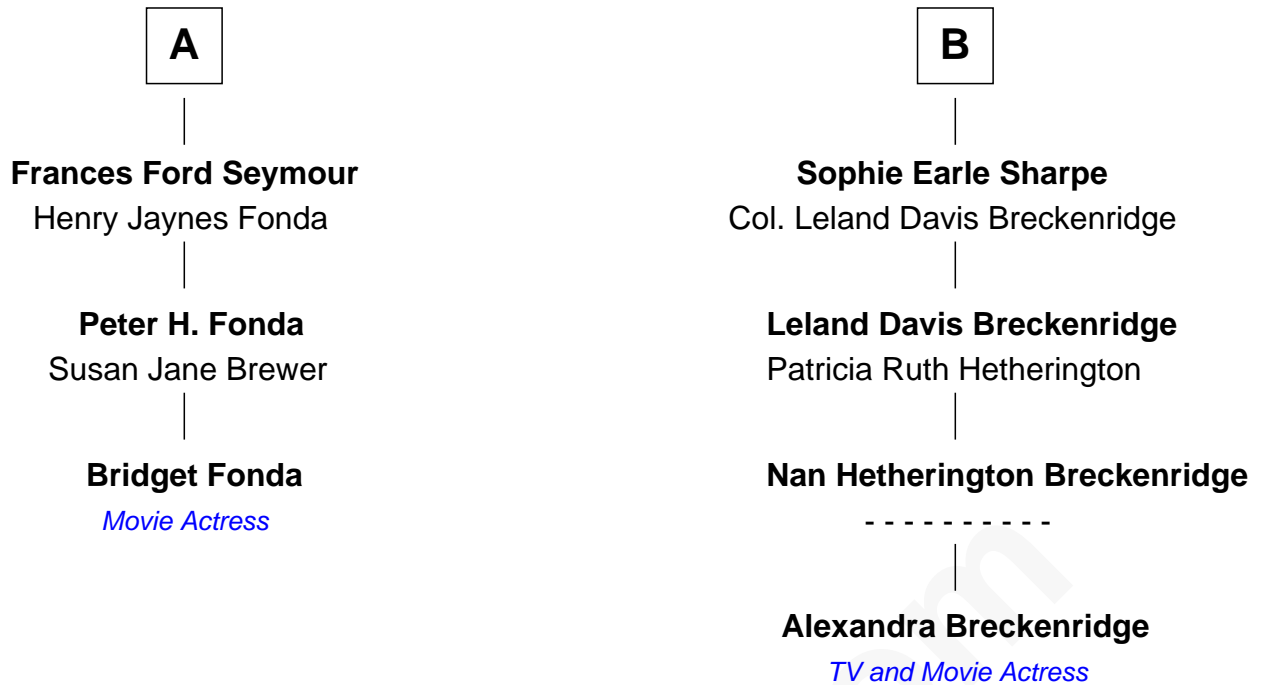 A
Frances Ford Seymour
Henry Jaynes Fonda
Peter H. Fonda
Susan Jane Brewer
Bridget Fonda
Movie Actress
B
Sophie Earle Sharpe
Col. Leland Davis Breckenridge
Leland Davis Breckenridge
Patricia Ruth Hetherington
Nan Hetherington Breckenridge
- - - - - - - - - -
Alexandra Breckenridge
TV and Movie Actress